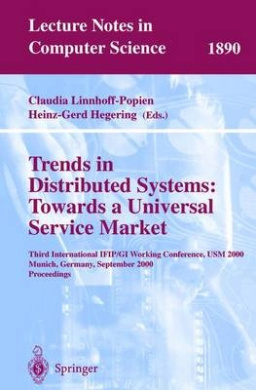 Lecture Notes in
Computer Science 1890
Claudia Linnhoff-Popien
Heinz-Gerd Hegering (Eds.)
Trends in
Distributed Systems:
Towards a Universal
Service Market
Third International IFIP/GI Working Conference, USM 2000
Munich, Germany, September 2000
Proceedings
Springer